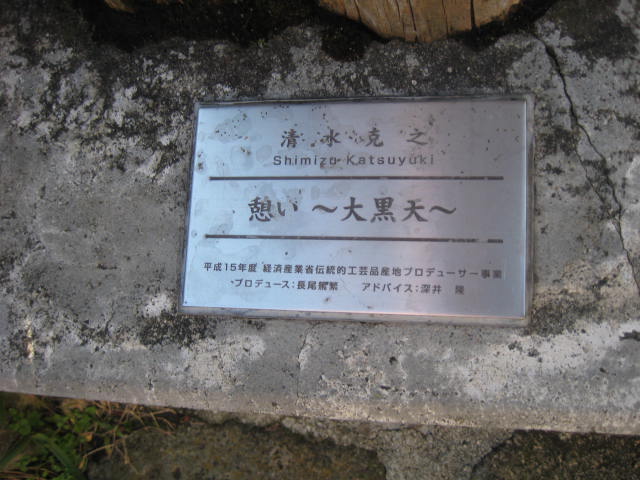 清水克之
Shimizu Katsuyuki
憩い ～大黒天～
平成15年度 経済産業省伝統的工芸品産地プロデューサー事業
プロデュース:長尾 繁 アドバイス:深井 隆